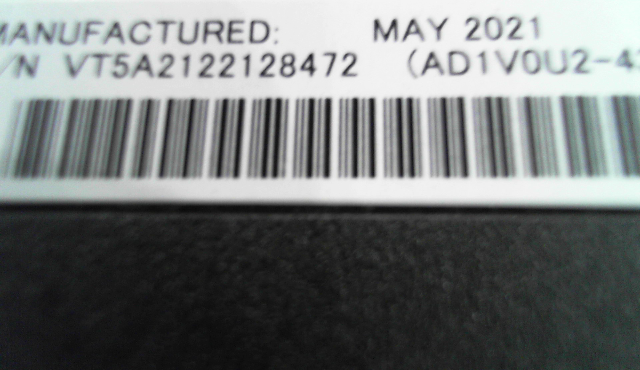 MANUFACTURED: MAY 2021
/N VT5A2122128472 (AD1V0U2-4